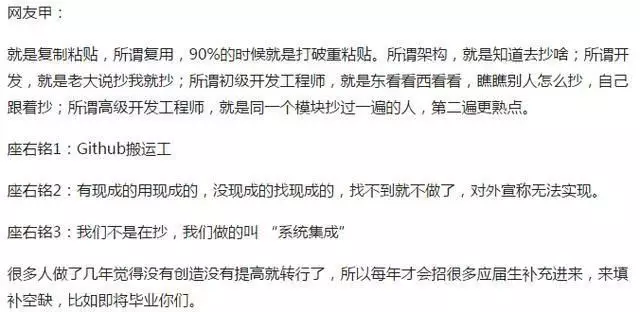 网友甲：
就是复制粘贴，所谓复用，90%的时候就是打破重粘贴。所谓架构，就是知道去抄啥；所谓开
发，就是老大说抄我就抄；所谓初级开发工程师，就是东看看西看看，瞧瞧别人怎么抄，自己
跟着抄；所谓高级开发工程师，就是同一个模块抄过一遍的人，第二遍更熟点。
座右铭1：Github搬运工
座右铭2：有现成的用现成的，没现成的找现成的，找不到就不做了，对外宣称无法实现。
座右铭3：我们不是在抄，我们做的叫 “系统集成”
很多人做了几年觉得没有创造没有提高就转行了，所以每年才会招很多应届生补充进来，来填
补空缺，比如即将毕业你们。